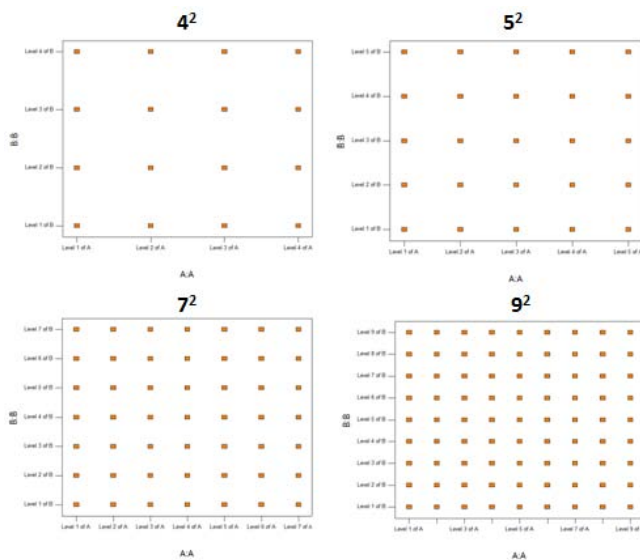 4²
Level 4 of B
Level 3 of B
Level 2 of B
Level 1 of B
B:B
Level 1 of A Level 2 of A Level 3 of A Level 4 of A
A:A
5²
Level 5 of B
Level 4 of B
Level 3 of B
Level 2 of B
Level 1 of B
B:B
Level 1 of A Level 2 of A Level 3 of A Level 4 of A Level 5 of A
A:A
7²
Level 7 of B
Level 6 of B
Level 5 of B
Level 4 of B
Level 3 of B
Level 2 of B
Level 1 of B
B:B
Level 1 of A Level 2 of A Level 3 of A Level 4 of A Level 5 of A Level 6 of A Level 7 of A
A:A
9²
Level 9 of B
Level 8 of B
Level 7 of B
Level 6 of B
Level 5 of B
Level 4 of B
Level 3 of B
Level 2 of B
Level 1 of B
B:B
Level 1 of A Level 3 of A Level 5 of A Level 7 of A Level 9 of
A:A